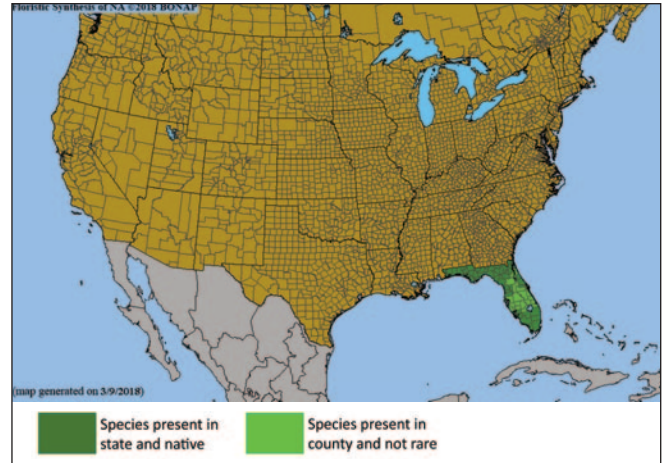 Floristic Synthesis of NA ©2018 BONAP
(map generated on 3/9/2018)
Species present in
state and native
Species present in
county and not rare